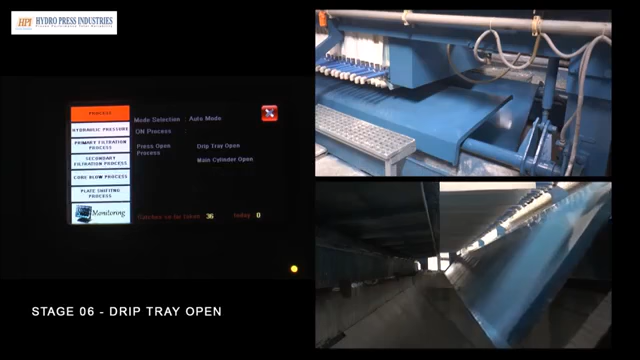 HPI HYDRO PRESS INDUSTRIES
PROCESS
HYDRAULIC PRESSURE
PRIMARY FILTRATION
PROCESS
SECONDARY
FILTRATION PROCESS
CORE BLOW PROCESS
PLATE SHIFTING
PROCESS
Monitoring
Mode Selection : Auto Mode
ON Process :
Press Open
Process
Drip Tray Open
Main Cylinder Open
36
today 0
STAGE 06 - DRIP TRAY OPEN